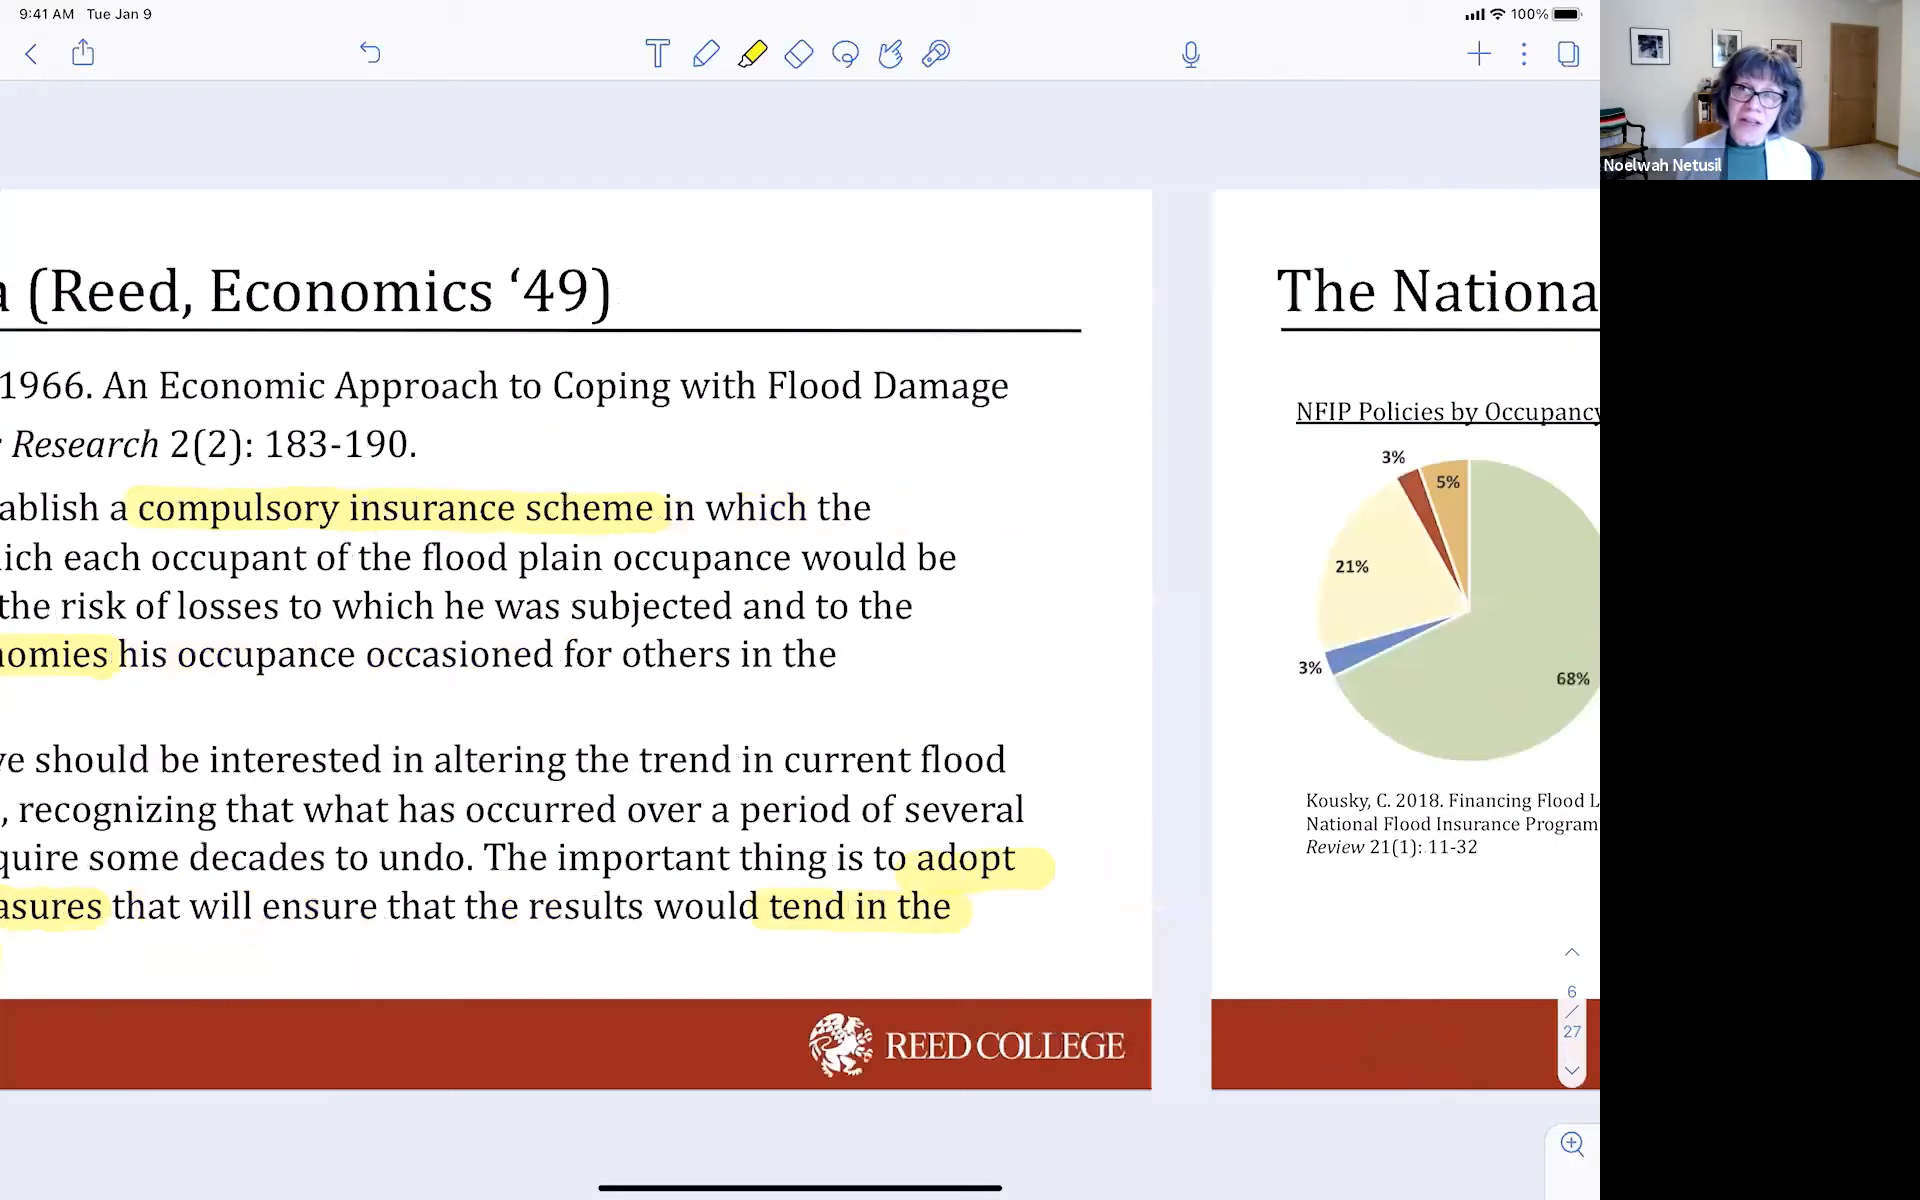 9:41 AM Tue Jan 9
100%
Noelwah Netusil
a (Reed, Economics ‘49)
1966. An Economic Approach to Coping with Flood Damage
r Research 2(2): 183-190.
ablish a compulsory insurance scheme in which the
ich each occupant of the flood plain occupance would be
the risk of losses to which he was subjected and to the
nomies his occupance occasioned for others in the
ve should be interested in altering the trend in current flood
, recognizing that what has occurred over a period of several
quire some decades to undo. The important thing is to adopt
asures that will ensure that the results would tend in the
REED COLLEGE
The Nationa
NFIP Policies by Occupancy
3%
5%
21%
3%
68%
Kousky, C. 2018. Financing Flood L
National Flood Insurance Program
Review 21(1): 11-32
6
/
27